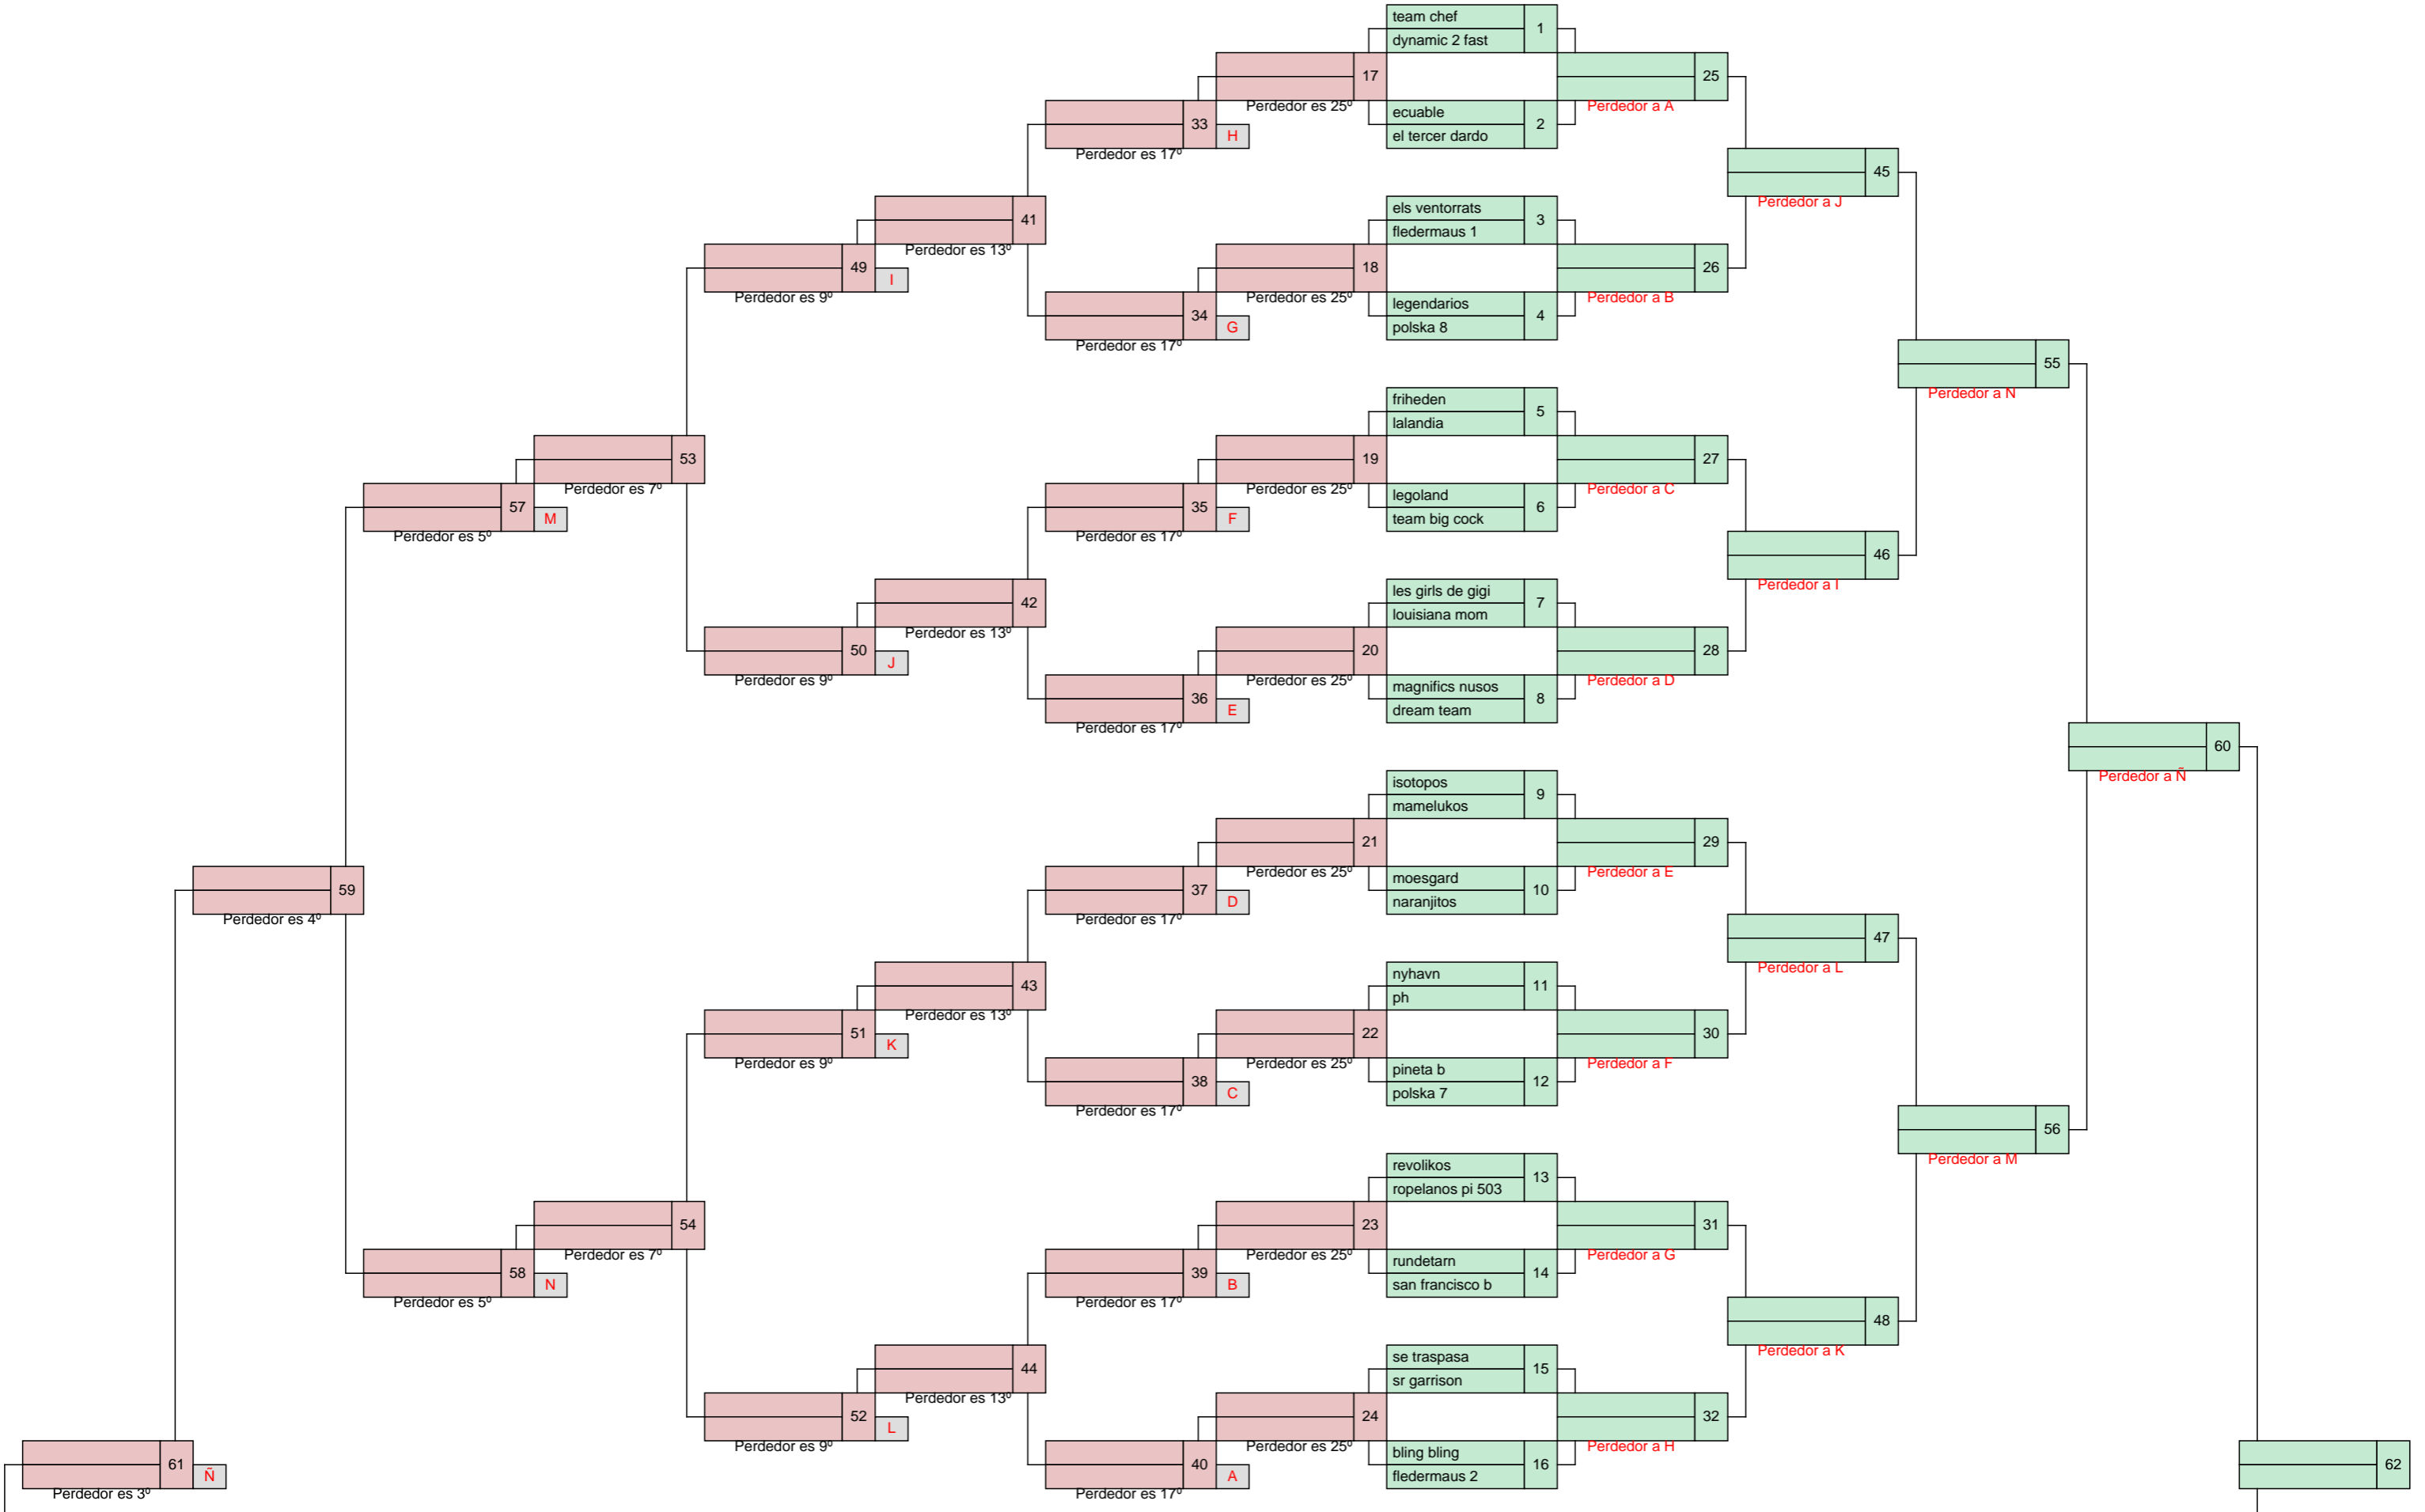 team chef
1
dynamic 2 fast
17
25
Perdedor es 25º
Perdedor a A
ecuable
33
2
H
el tercer dardo
Perdedor es 17º
45
Perdedor a J
els ventorrats
41
3
fledermaus 1
Perdedor es 13º
49
18
26
I
Perdedor es 9º
Perdedor es 25º
Perdedor a B
legendarios
34
4
G
polska 8
Perdedor es 17º
55
Perdedor a N
friheden
5
lalandia
53
19
27
Perdedor es 7º
Perdedor es 25º
Perdedor a C
legoland
57
35
6
M
F
team big cock
Perdedor es 5º
Perdedor es 17º
46
Perdedor a I
les girls de gigi
42
7
louisiana mom
Perdedor es 13º
50
20
28
J
Perdedor es 9º
Perdedor es 25º
Perdedor a D
magnifics nusos
36
8
E
dream team
Perdedor es 17º
60
Perdedor a Ñ
isotopos
9
mamelukos
21
29
Perdedor es 25º
Perdedor a E
moesgard
59
37
10
D
naranjitos
Perdedor es 4º
Perdedor es 17º
47
Perdedor a L
nyhavn
43
11
ph
Perdedor es 13º
51
22
30
K
Perdedor es 9º
Perdedor es 25º
Perdedor a F
pineta b
38
12
C
polska 7
Perdedor es 17º
56
Perdedor a M
revolikos
13
ropelanos pi 503
54
23
31
Perdedor es 7º
Perdedor es 25º
Perdedor a G
rundetarn
58
39
14
N
B
san francisco b
Perdedor es 5º
Perdedor es 17º
48
Perdedor a K
se traspasa
44
15
sr garrison
Perdedor es 13º
52
24
32
L
Perdedor es 9º
Perdedor es 25º
Perdedor a H
bling bling
61
40
16
62
Ñ
A
fledermaus 2
Perdedor es 3º
Perdedor es 17º